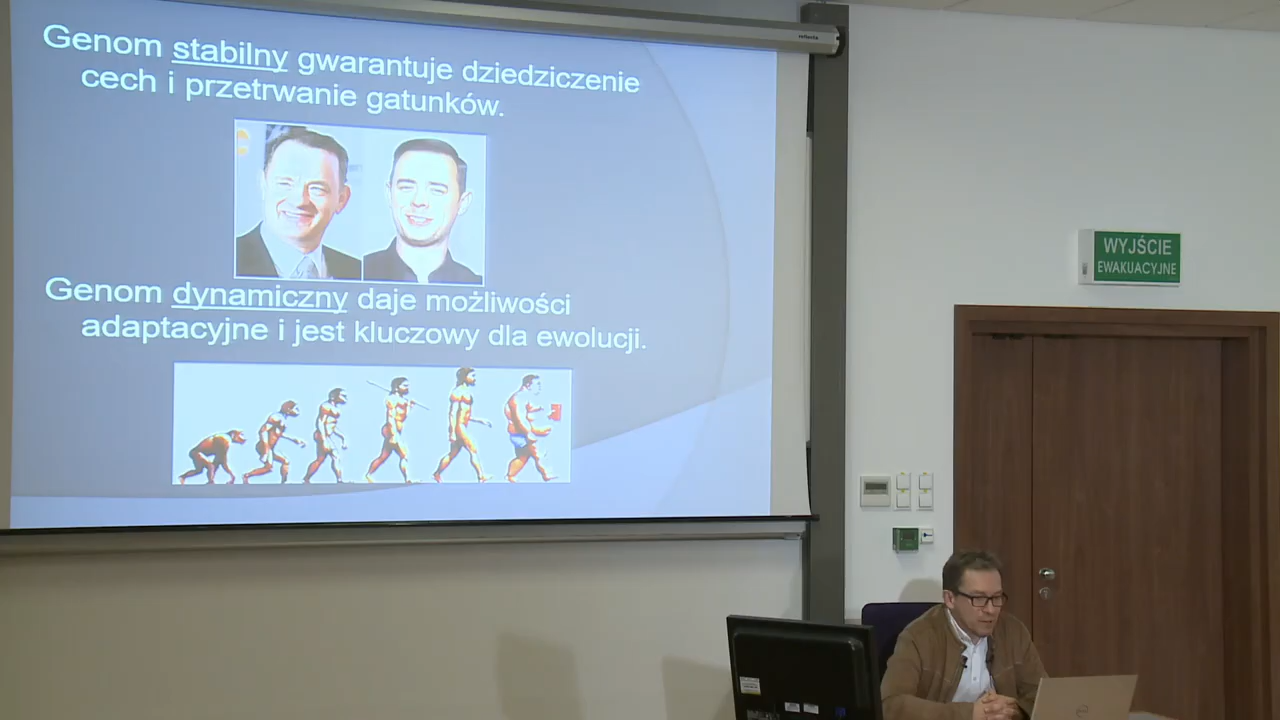 Genom stabilny gwarantuje dziedziczenie
cech i przetrwanie gatunków.
Genom dynamiczny daje możliwości
adaptacyjne i jest kluczowy dla ewolucji.
WYJŚCIE
EWAKUACYJNE